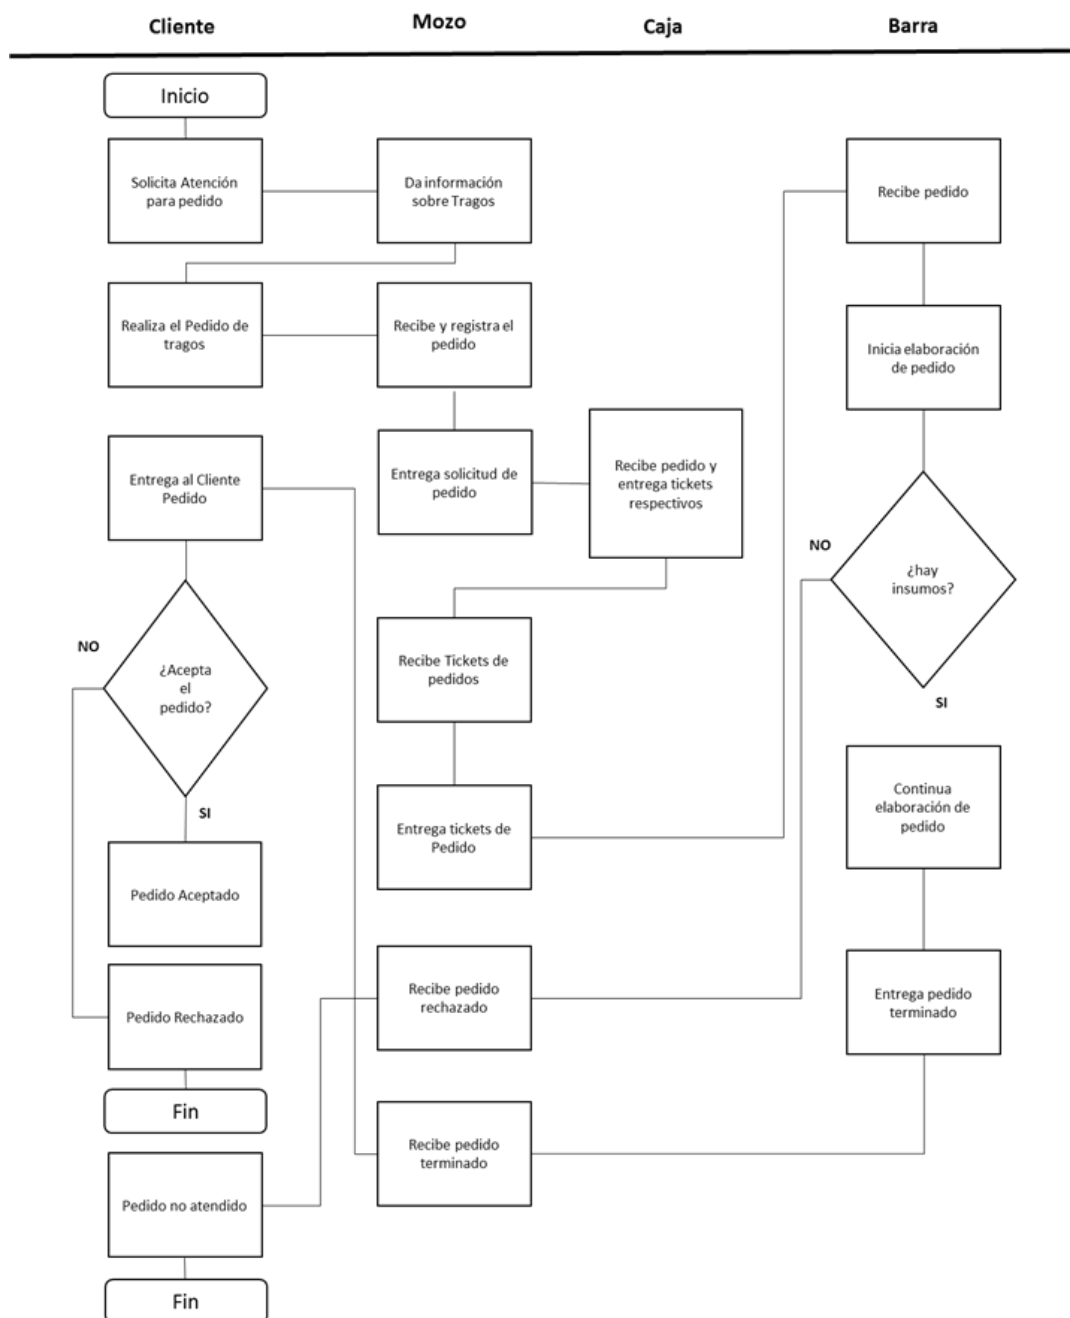 Cliente
Mozo
Caja
Barra
Inicio
Solicita Atención
para pedido
Da información
sobre Tragos
Recibe pedido
Realiza el Pedido de
tragos
Recibe y registra el
pedido
Inicia elaboración
de pedido
Entrega al Cliente
Pedido
Entrega solicitud de
pedido
Recibe pedido y
entrega tickets
respectivos
NO
¿hay
insumos?
SI
NO
¿Acepta
el
pedido?
SI
Recibe Tickets de
pedidos
Entrega tickets de
Pedido
Continua
elaboración de
pedido
Pedido Aceptado
Pedido Rechazado
Recibe pedido
rechazado
Entrega pedido
terminado
Fin
Recibe pedido
terminado
Pedido no atendido
Fin